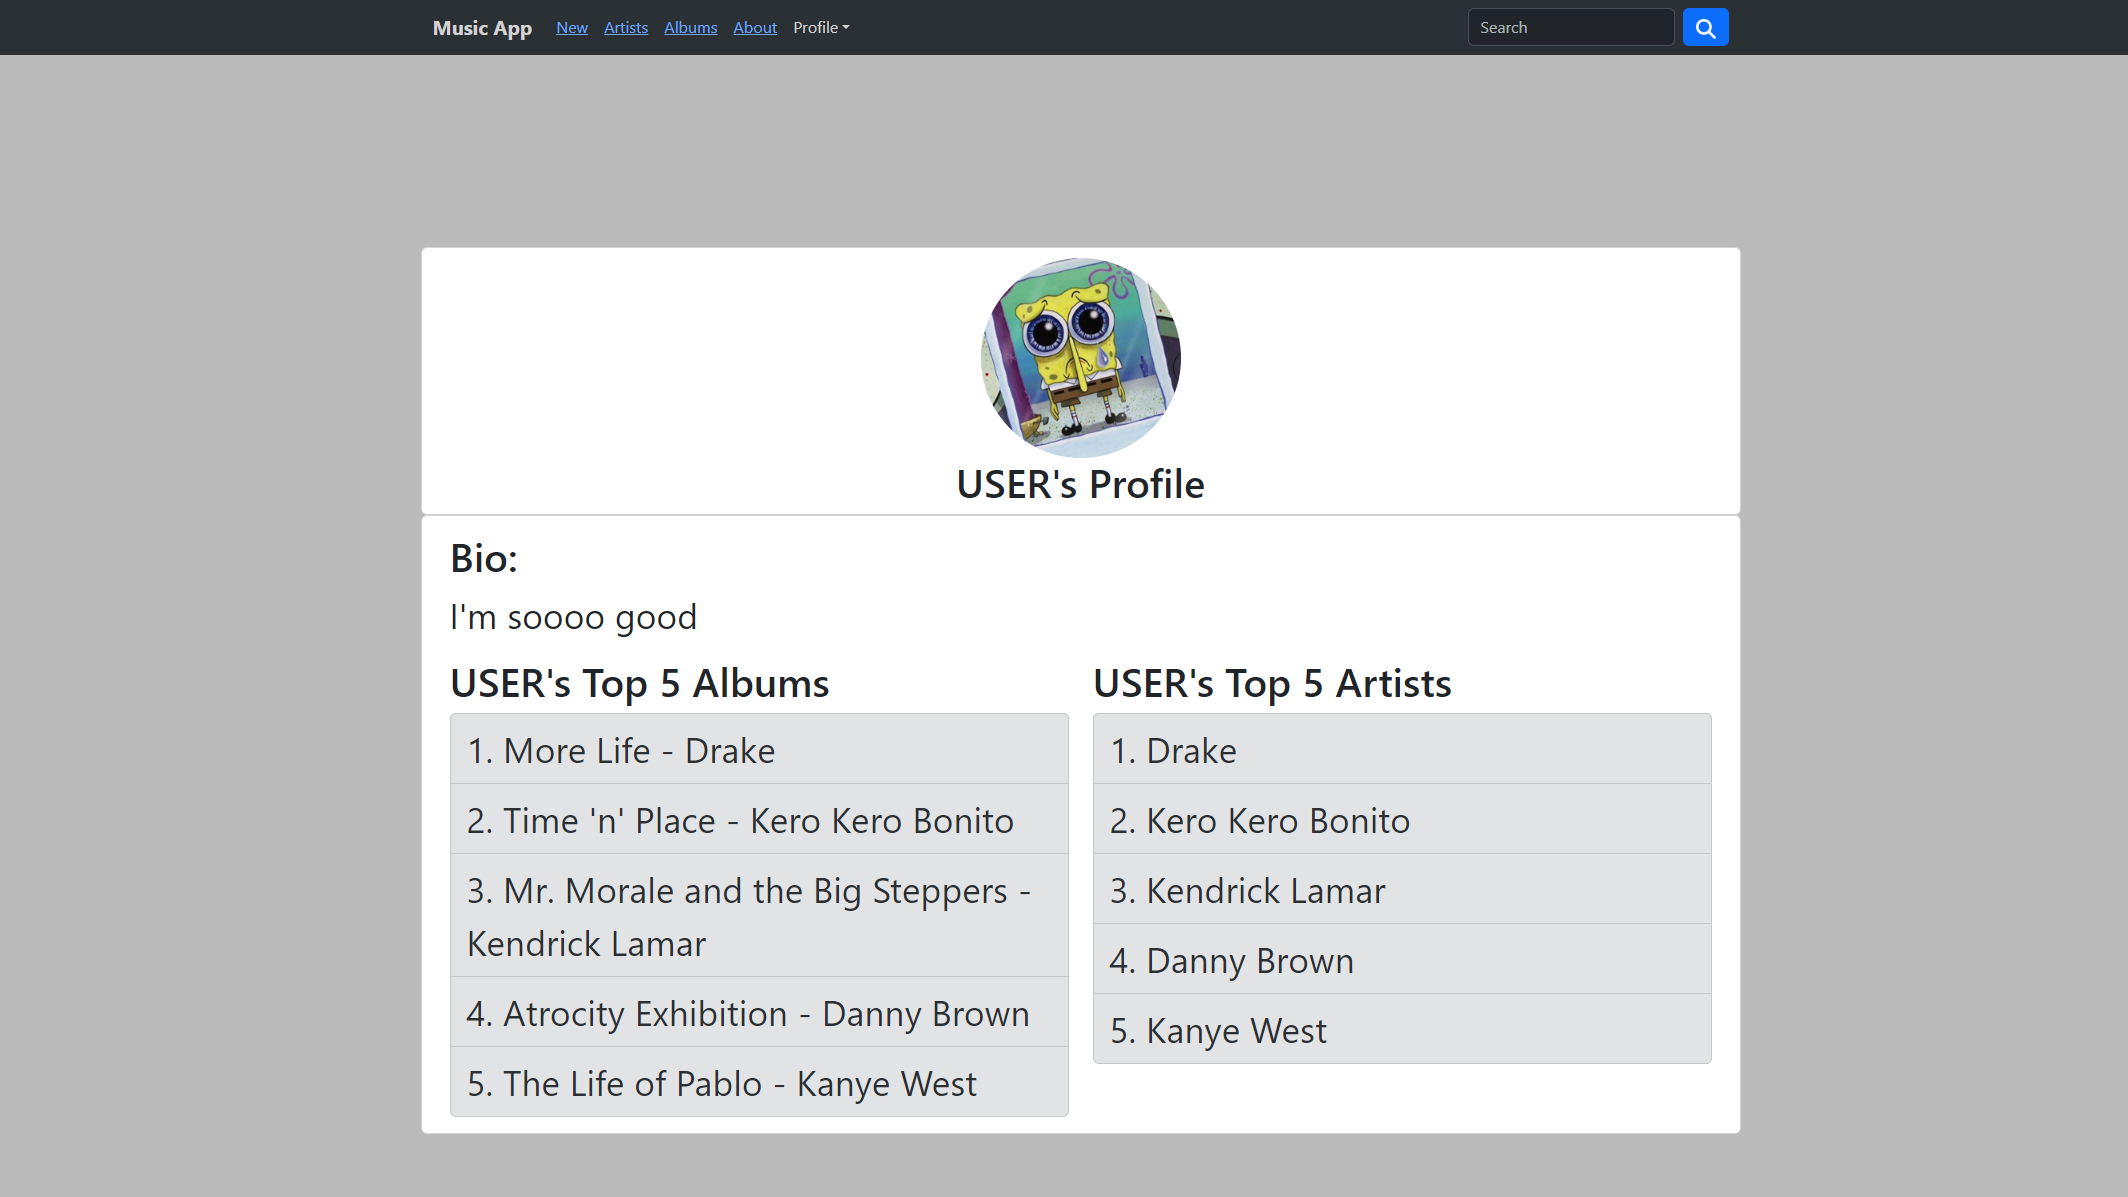 Music App New Artists Albums About Profile Search
USER's Profile
Bio:
I'm soooo good
USER's Top 5 Albums
1. More Life - Drake
2. Time 'n' Place - Kero Kero Bonito
3. Mr. Morale and the Big Steppers -
Kendrick Lamar
4. Atrocity Exhibition - Danny Brown
5. The Life of Pablo - Kanye West
USER's Top 5 Artists
1. Drake
2. Kero Kero Bonito
3. Kendrick Lamar
4. Danny Brown
5. Kanye West